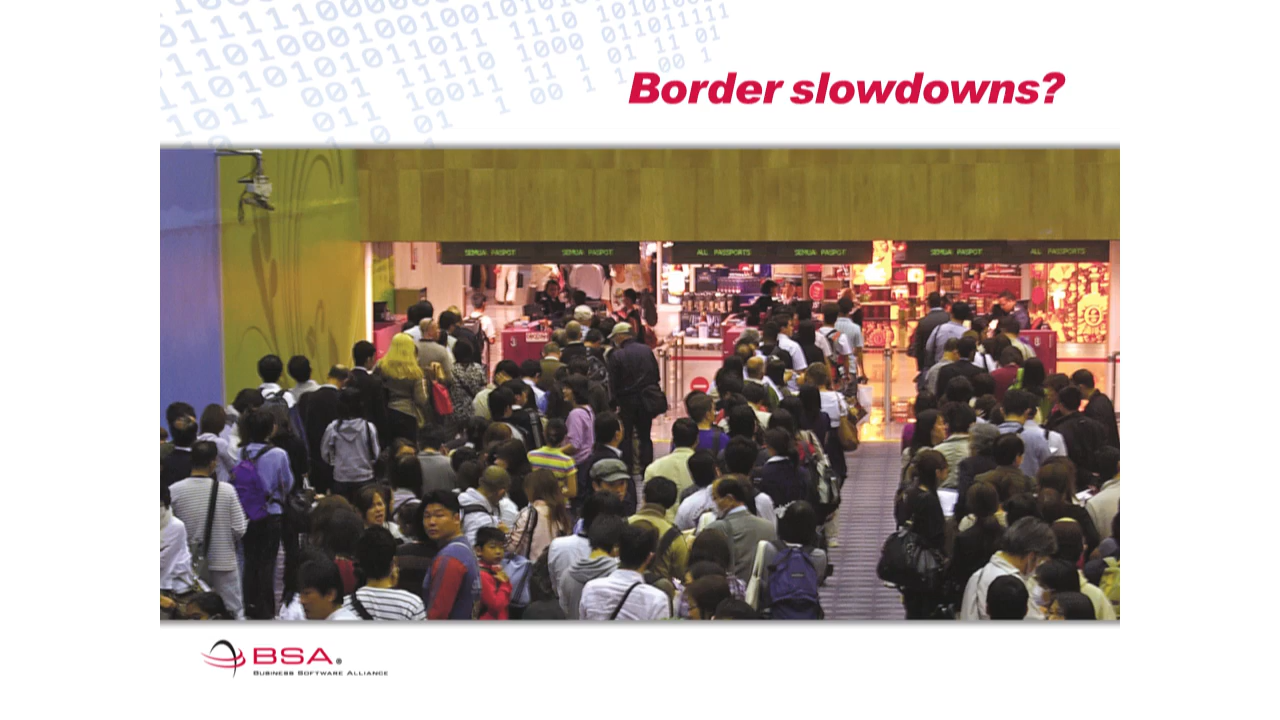 Border slowdowns?
SEMUA PASPOT
SEMUA PASPOT
ALL PASSPORTS
SEMUA PASPOT
SEMUA PASPOT
ALL PASSPORTS
BSA®
BUSINESS SOFTWARE ALLIANCE